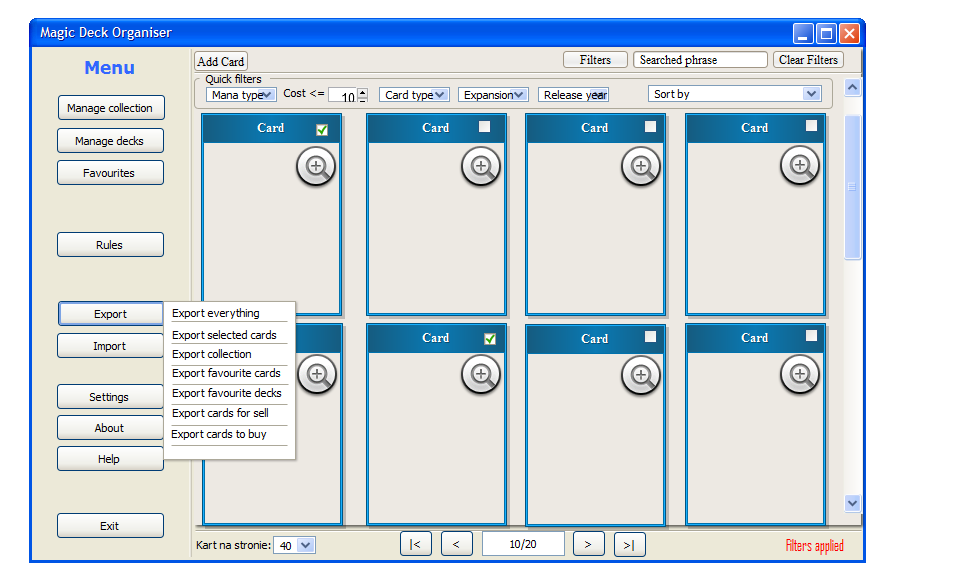 Magic Deck Organiser
Menu
Manage collection
Manage decks
Favourites
Rules
Export
Import
Settings
About
Help
Exit
Add Card
Filters
Searched phrase
Clear Filters
Quick filters
Mana type
Cost <= 10
Card type
Expansion
Release year
Sort by
Card
Card
Card
Card
Export everything
Export selected cards
Export collection
Export favourite cards
Export favourite decks
Export cards for sell
Export cards to buy
Card
Card
Card
Kart na stronie: 40
|<
<
10/20
>
>|
Filters applied